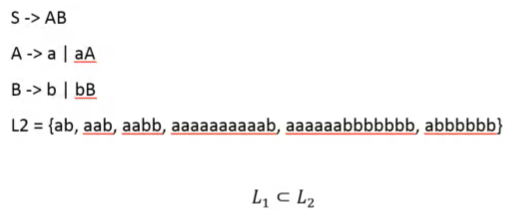 S -> AB
A -> a | aA
B -> b | bB
L2 = {ab, aab, aabb, aaaaaaaaaab, aaaaaabbbbbbb, abbbbbb}
L₁ ⊂ L₂